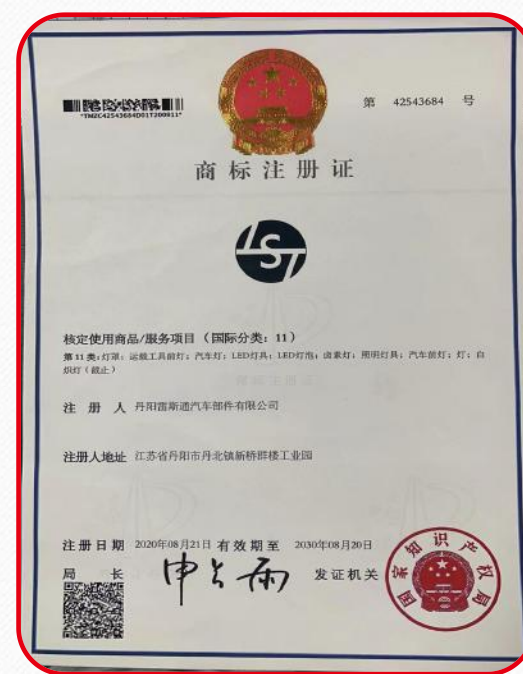 第 42543684 号
*TMZC42543684D01T200811*
商标注册证
LST
核定使用商品/服务项目(国际分类:11)
第11类:灯罩;运载工具前灯;汽车灯;LED灯具;LED灯泡;卤素灯;照明灯具;汽车前灯;灯;白
炽灯(截止)
注册人 丹阳雷斯通汽车部件有限公司
注册人地址 江苏省丹阳市丹北镇新桥群楼工业园
注册日期 2020年08月21日 有效期至 2030年08月20日
局长 申长雨 发证机关
国家知识产权局